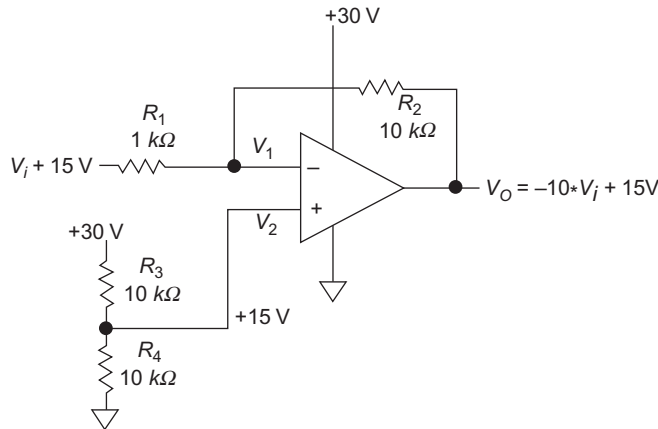 +30 V
R1
1 kΩ
R2
10 kΩ
Vi + 15 V
V1
–
+
V2
VO = –10*Vi + 15V
+30 V
R3
10 kΩ
+15 V
R4
10 kΩ